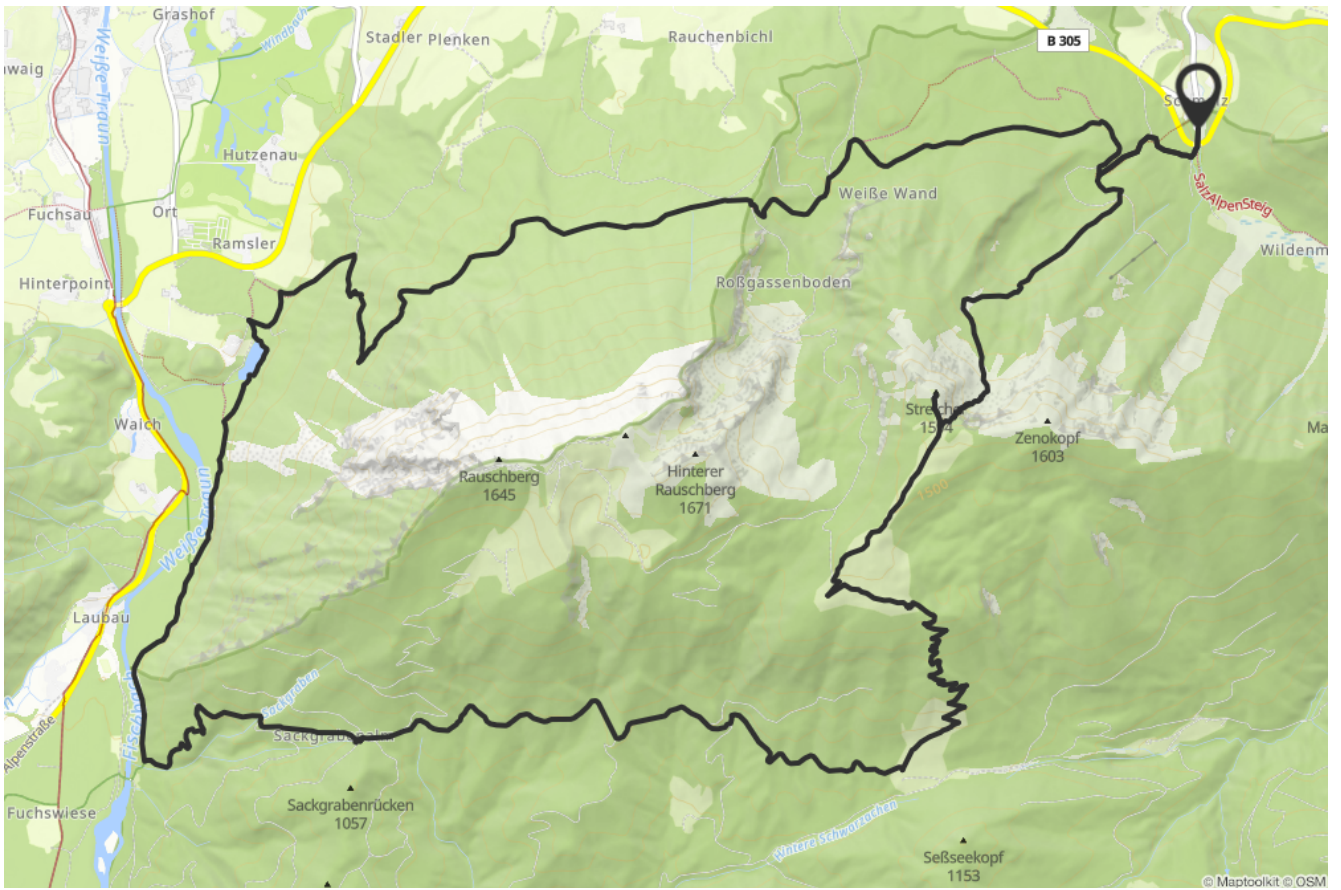 Grashof
Weiße Traun
Windbach
Stadler Plenken
Rauchenbichl
B 305
Hutzenau
Fuchsau
Ort
Weiße Wand
SalzAlpenSteig
Ramsler
Hinterpoint
Roßgassenboden
Walch
Zenokopf
1603
Rauschberg
1645
Hinterer
Rauschberg
1671
1500
Weiße Traun
Laubau
Sackgraben
Alpenstraße
Fischbach
Sackgrabenrücken
1057
Fuchswiese
Hintere Schwarzachen
Seßseekopf
1153
© Maptoolkit © OSM